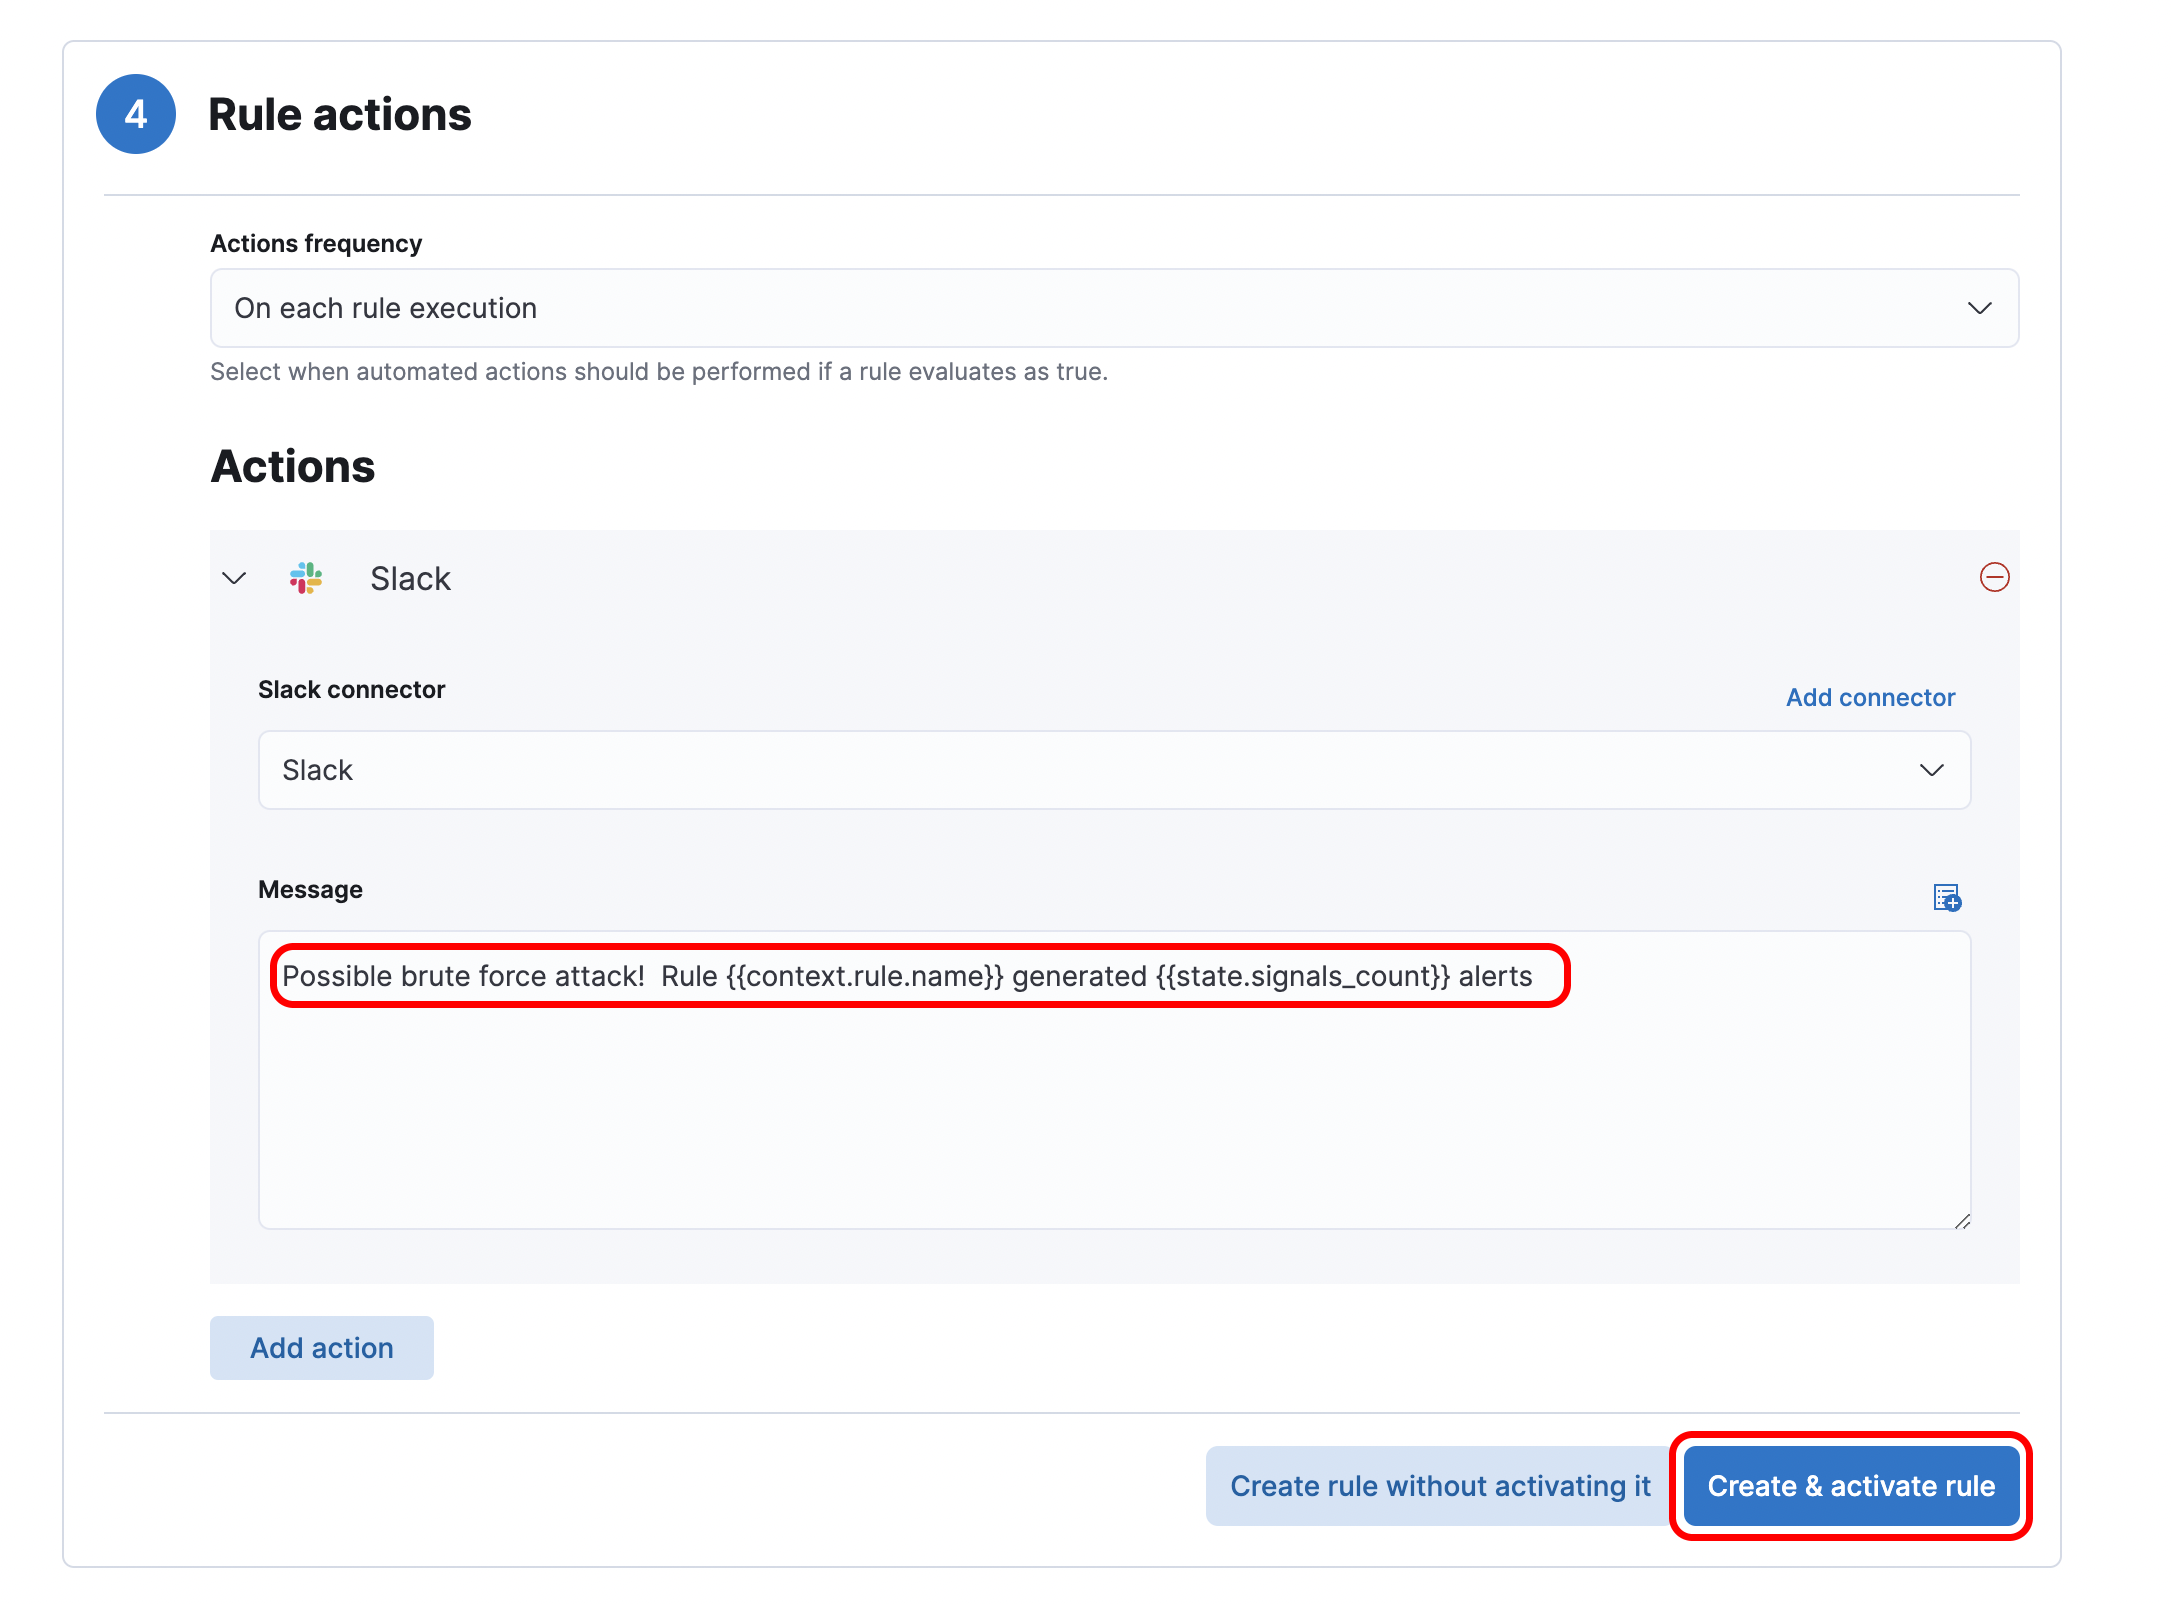 4
Rule actions
Actions frequency
On each rule execution
Select when automated actions should be performed if a rule evaluates as true.
Actions
Slack
Slack connector
Add connector
Slack
Message
Possible brute force attack!  Rule {{context.rule.name}} generated {{state.signals_count}} alerts
Add action
Create rule without activating it
Create & activate rule